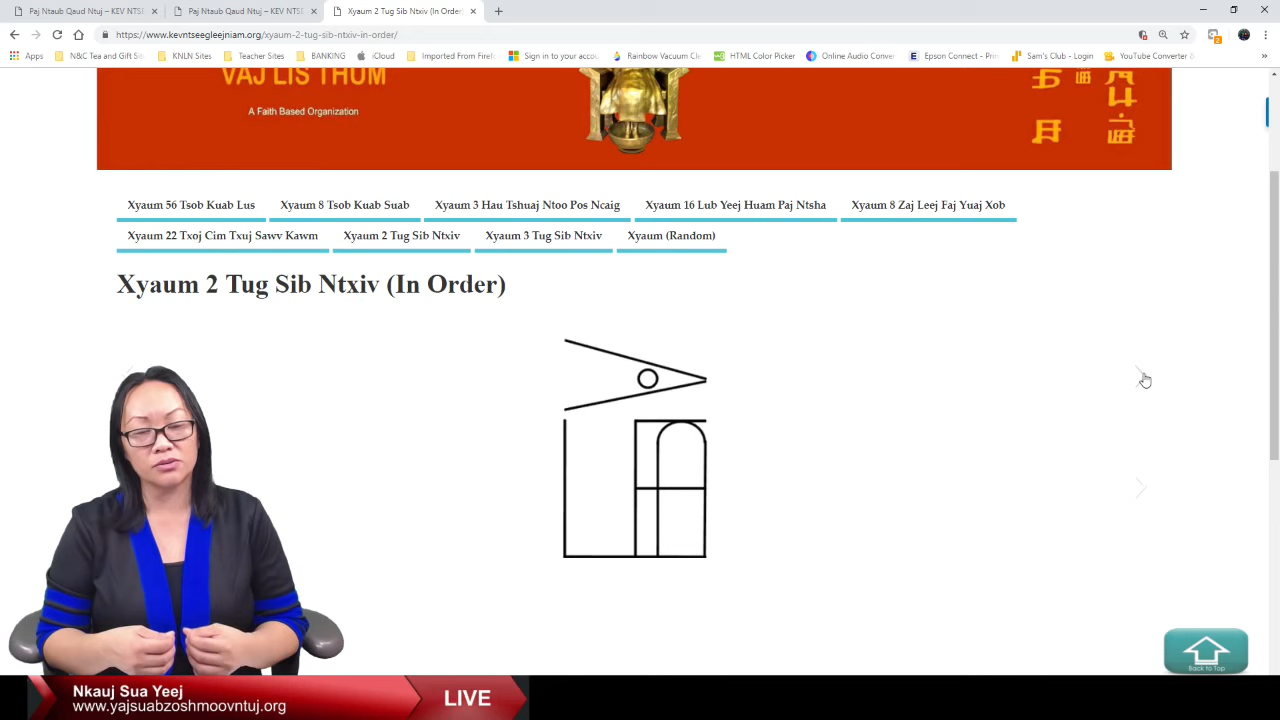 Paj Ntaub Qaud Ntuj – KEV NTSE
Paj Ntaub Qaud Ntuj – KEV NTSE
Xyaum 2 Tug Sib Ntxiv (In Order)
https://www.kevntseegleejniam.org/xyaum-2-tug-sib-ntxiv-in-order/
Apps
N&C Tea and Gift Si
KNLN Sites
Teacher Sites
BANKING
iCloud
Imported From Firef
Sign in to your accou
Rainbow Vacuum Cle
HTML Color Picker
Online Audio Conver
Epson Connect - Prin
Sam's Club - Login
YouTube Converter &
VAJ LIS THUM
A Faith Based Organization
Xyaum 56 Tsob Kuab Lus
Xyaum 8 Tsob Kuab Suab
Xyaum 3 Hau Tshuaj Ntoo Pos Ncaig
Xyaum 16 Lub Yeej Huam Paj Ntsha
Xyaum 8 Zaj Leej Faj Yuaj Xob
Xyaum 22 Txoj Cim Txuj Sawv Kawm
Xyaum 2 Tug Sib Ntxiv
Xyaum 3 Tug Sib Ntxiv
Xyaum (Random)
Xyaum 2 Tug Sib Ntxiv (In Order)
Back to Top
Nkauj Sua Yeej
www.yajsuabzoshmoovntuj.org
LIVE